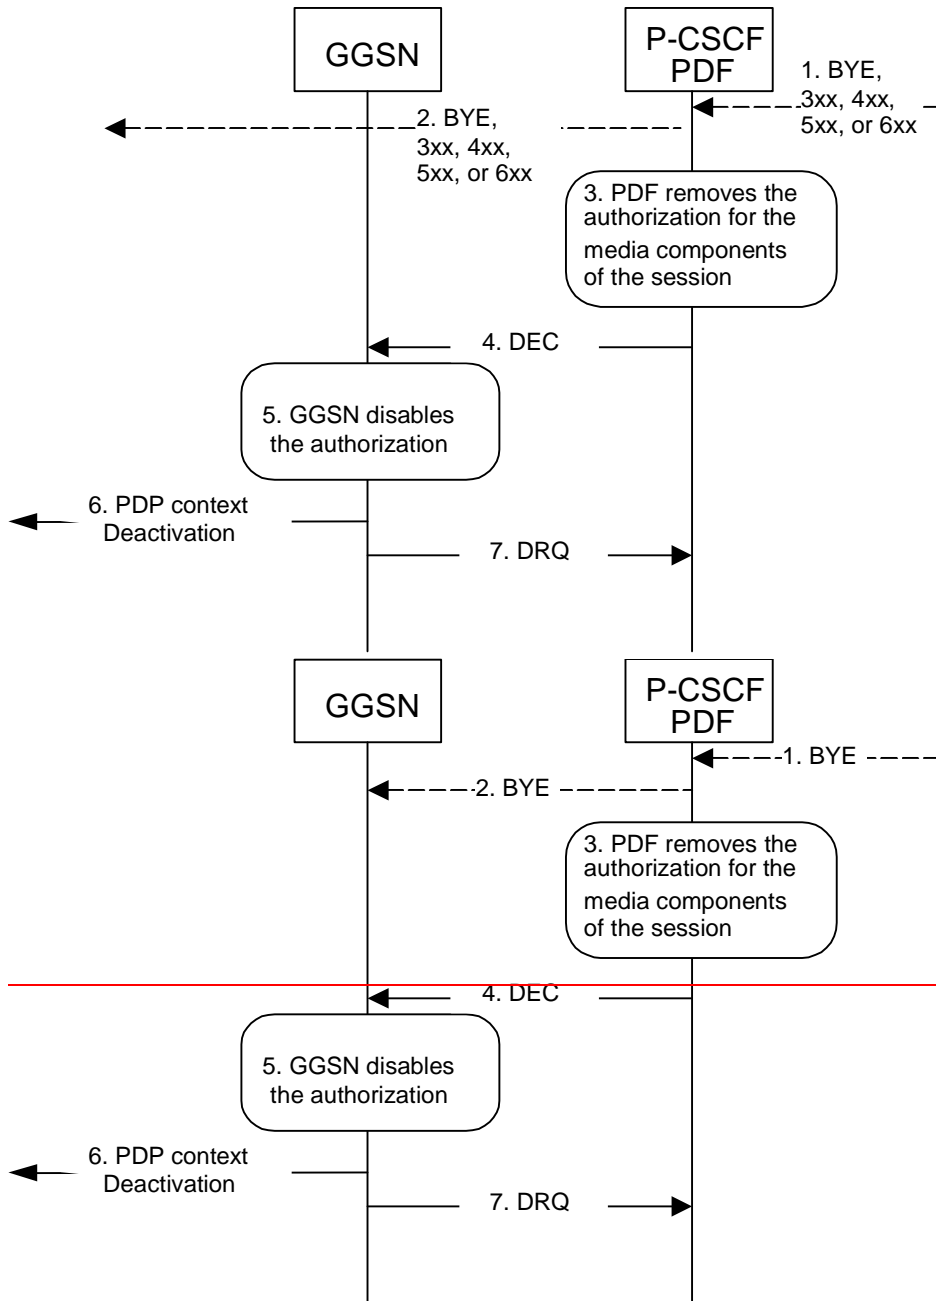 GGSN
P-CSCF
PDF
1. BYE,
3xx, 4xx,
5xx, or 6xx
2. BYE,
3xx, 4xx,
5xx, or 6xx
3. PDF removes the
authorization for the
media components
of the session
4. DEC
5. GGSN disables
the authorization
6. PDP context
Deactivation
7. DRQ
GGSN
P-CSCF
PDF
1. BYE
2. BYE
3. PDF removes the
authorization for the
media components
of the session
4. DEC
5. GGSN disables
the authorization
6. PDP context
Deactivation
7. DRQ